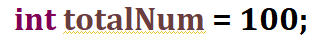 int totalNum = 100;